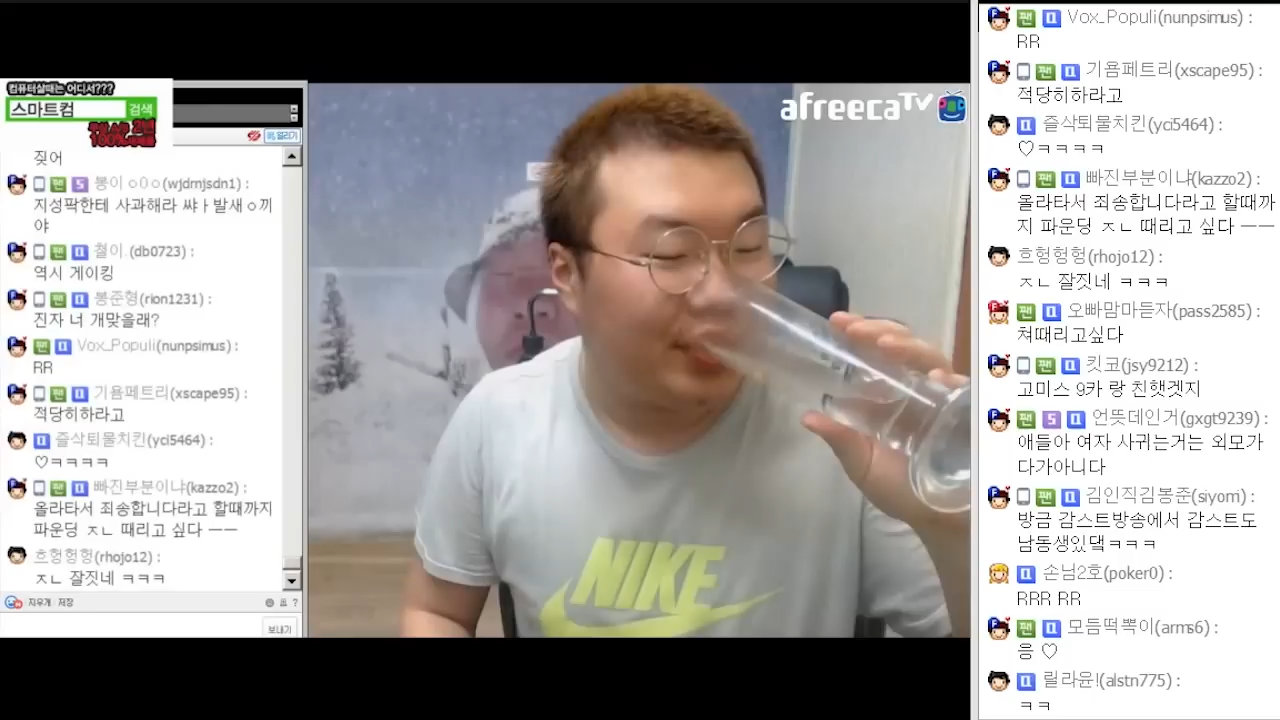 컴퓨터살때는 어디서???
스마트컴 검색
짖어
봉이 ㅇ0ㅇ(wjdmjsdn1) :
지성팍한테 사과해라 쌰ㅏ발새ㅇ끼
야
철이 (db0723) :
역시 게이킹
봉준형(rion1231) :
진자 너 개맞을래?
Vox_Populi(nunpsimus) :
RR
기욤페트리(xscape95) :
적당히하라고
즐삭퇴물치킨(yci5464) :
♡ㅋㅋㅋㅋ
빠진부분이냐(kazzo2) :
올라타서 죄송합니다라고 할때까지
파운딩 ㅈㄴ 때리고 싶다 ㅡㅡ
흐헝헝헝(rhojo12) :
ㅈㄴ 잘짓네 ㅋㅋㅋ
지우개 저장
보내기
afreecaTV
NIKE
Vox_Populi(nunpsimus) :
RR
기욤페트리(xscape95) :
적당히하라고
즐삭퇴물치킨(yci5464) :
♡ㅋㅋㅋㅋ
빠진부분이냐(kazzo2) :
올라타서 죄송합니다라고 할때까
지 파운딩 ㅈㄴ 때리고 싶다 ㅡㅡ
흐헝헝헝(rhojo12) :
ㅈㄴ 잘짓네 ㅋㅋㅋ
오빠맘마듣자(pass2585) :
쳐때리고싶다
킷코(jsy9212) :
고미스 9카 랑 친햇겟지
언뜻데인거(gxgt9239) :
애들아 여자 사귀는거는 외모가
다가아니다
김인직김봉준(siyom) :
방금 감스트방송에서 감스트도
남동생있댘ㅋㅋㅋ
손님2호(poker0) :
RRR RR
모듬떡뽁이(arms6) :
응 ♡
릴라윤!(alstn775) :
ㅋㅋ